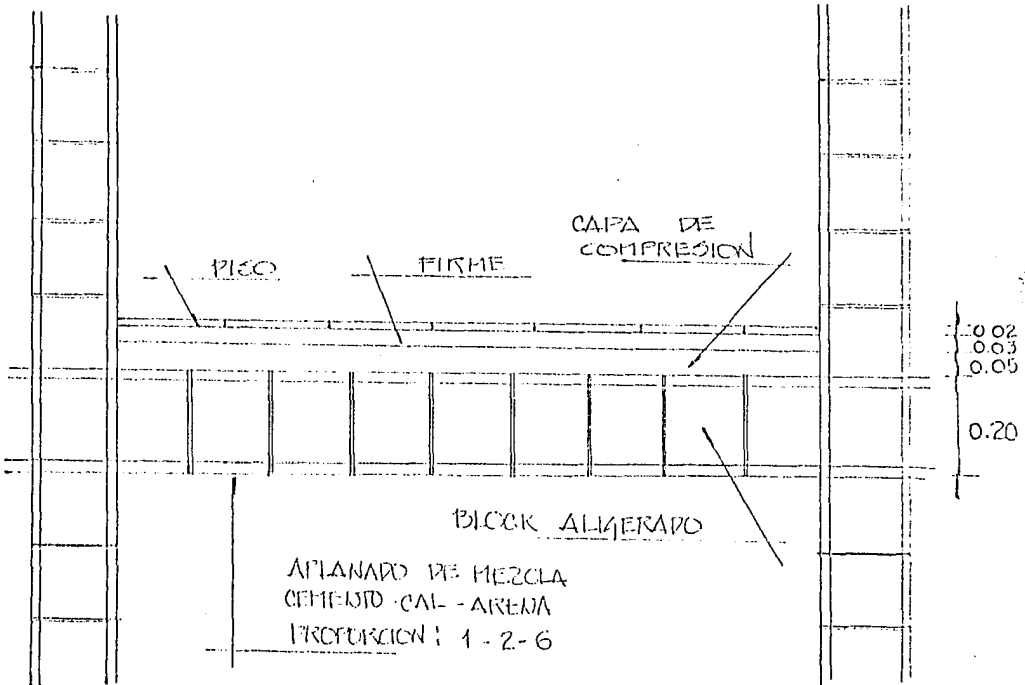 CAPA DE
COMPRESION
PISO
FIRME
0.02
0.03
0.05
0.20
BLOCK ALIGERADO
APLANADO DE MEZCLA
CEMENTO-CAL-ARENA
PROPORCION: 1-2-6